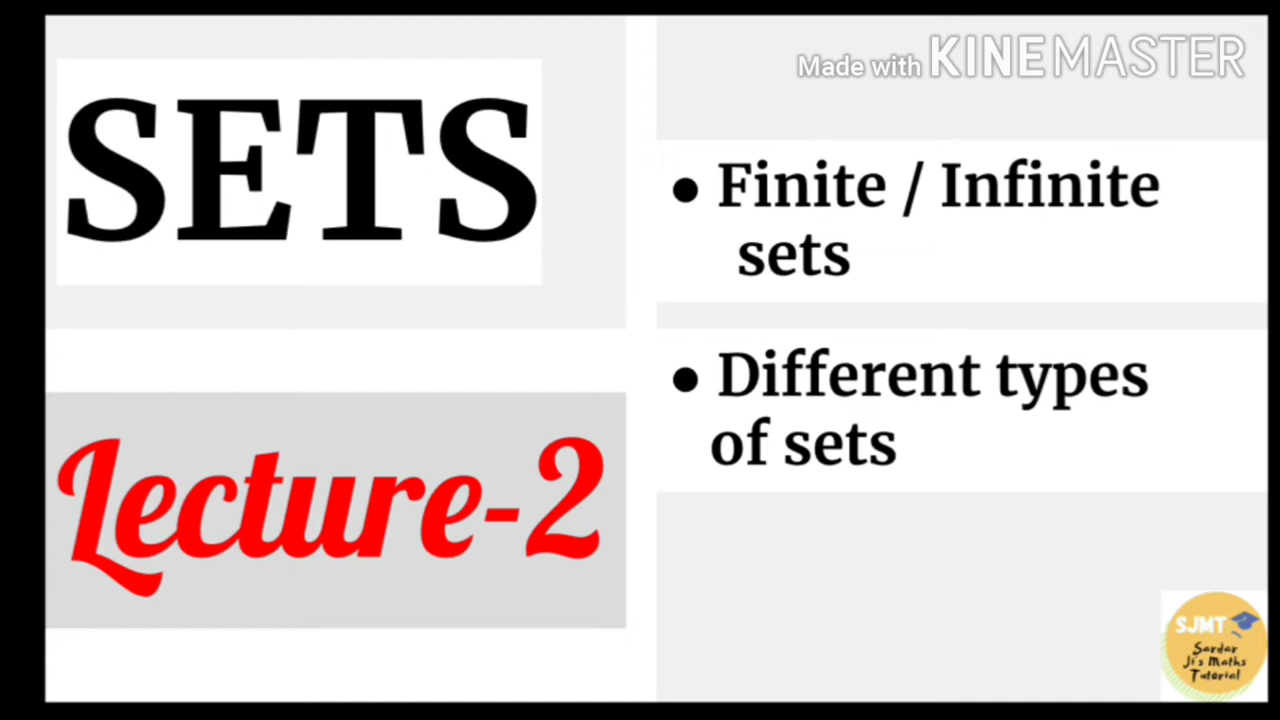 SETS
Lecture-2
Made with KINEMASTER
• Finite / Infinite
sets
• Different types
of sets
SJMT
Sardar
Ji's Maths
Tutorial